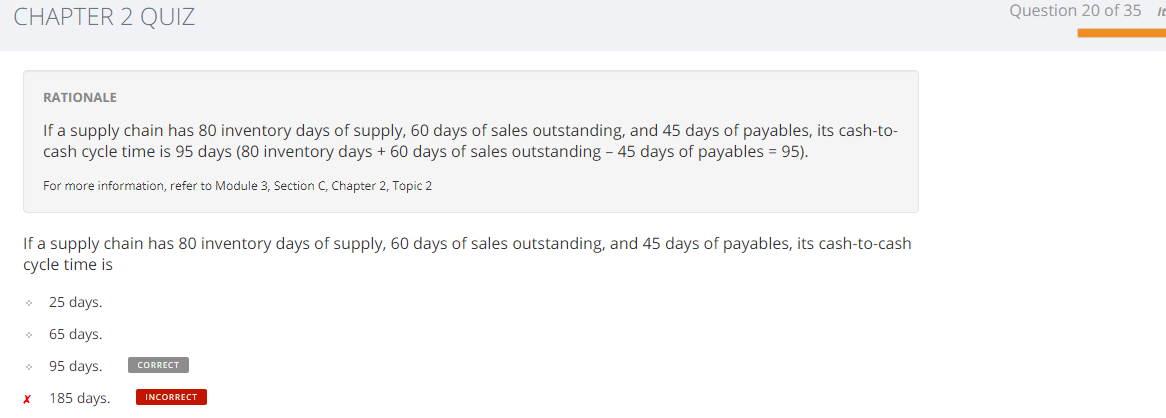 CHAPTER 2 QUIZ
Question 20 of 35
RATIONALE
If a supply chain has 80 inventory days of supply, 60 days of sales outstanding, and 45 days of payables, its cash-to-
cash cycle time is 95 days (80 inventory days + 60 days of sales outstanding – 45 days of payables = 95).
For more information, refer to Module 3, Section C, Chapter 2, Topic 2
If a supply chain has 80 inventory days of supply, 60 days of sales outstanding, and 45 days of payables, its cash-to-cash
cycle time is
25 days.
65 days.
95 days. CORRECT
✗ 185 days. INCORRECT